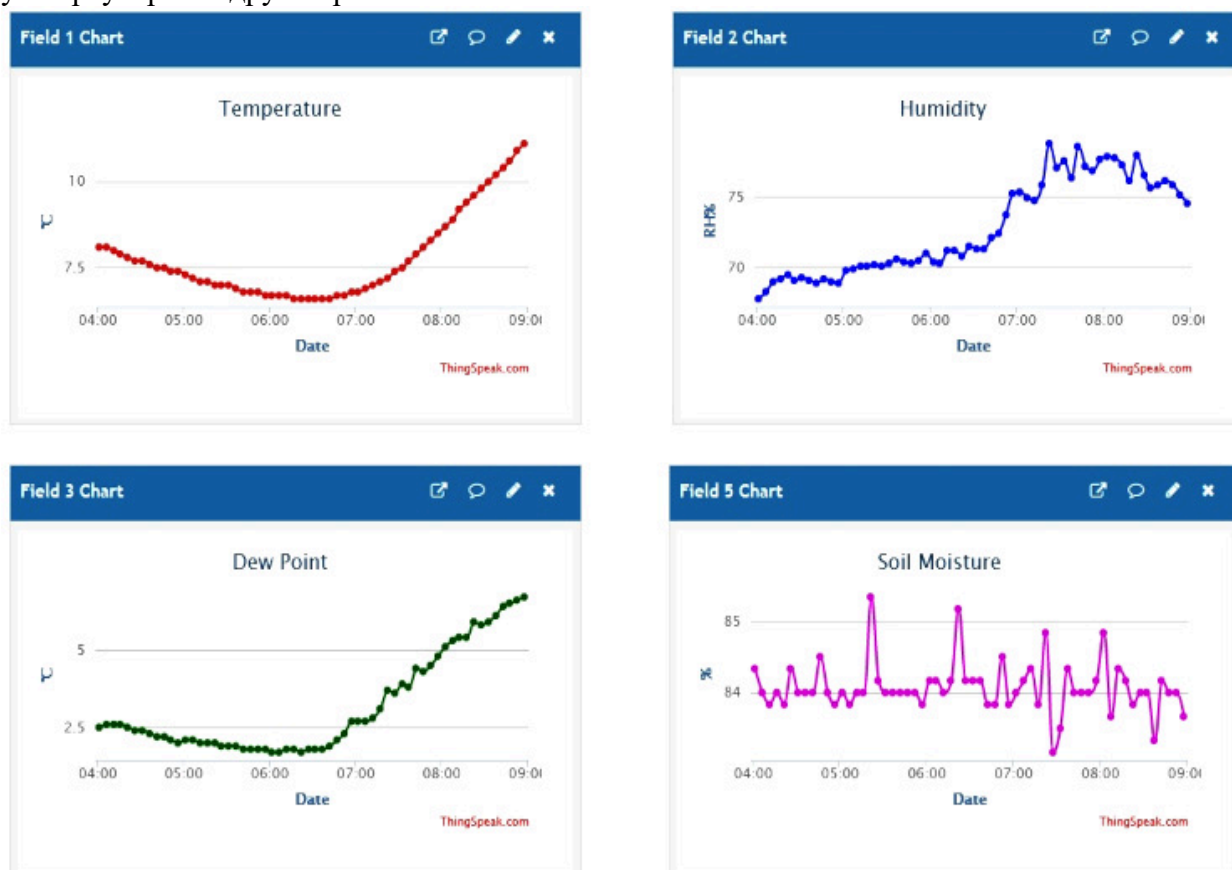 Field 1 Chart
Temperature
10
7.5
°C
04:00 05:00 06:00 07:00 08:00
Date
ThingSpeak.com
Field 2 Chart
Humidity
75
70
RH%
04:00 05:00 06:00 07:00 08:00
Date
ThingSpeak.com
Field 3 Chart
Dew Point
5
2.5
°C
04:00 05:00 06:00 07:00 08:00
Date
ThingSpeak.com
Field 5 Chart
Soil Moisture
85
84
%
04:00 05:00 06:00 07:00 08:00
Date
ThingSpeak.com